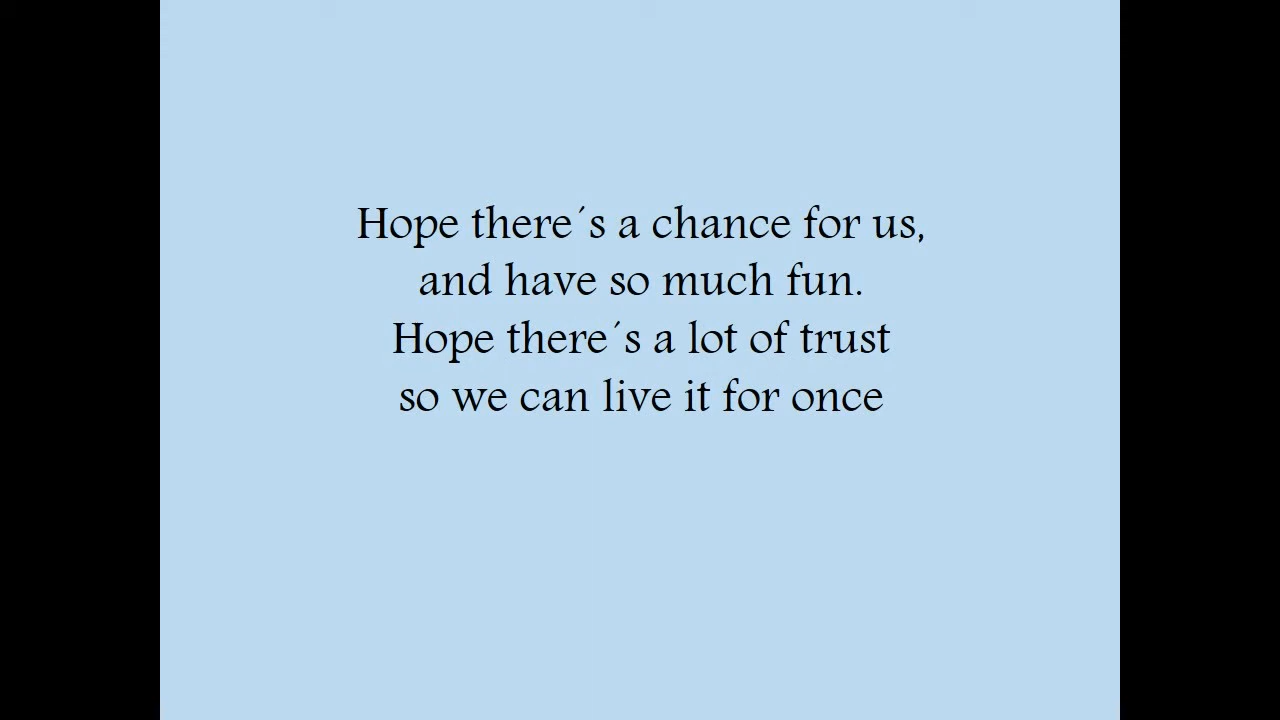 Hope there´s a chance for us,
and have so much fun.
Hope there´s a lot of trust
so we can live it for once